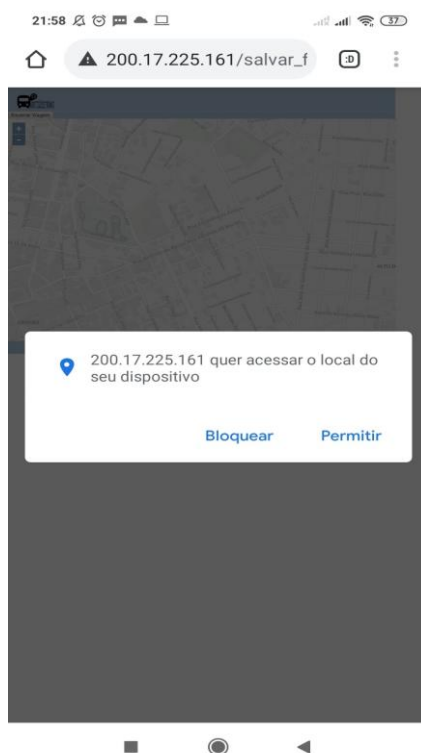 21:58
37
200.17.225.161/salvar_f
:D
200.17.225.161 quer acessar o local do
seu dispositivo
Bloquear
Permitir